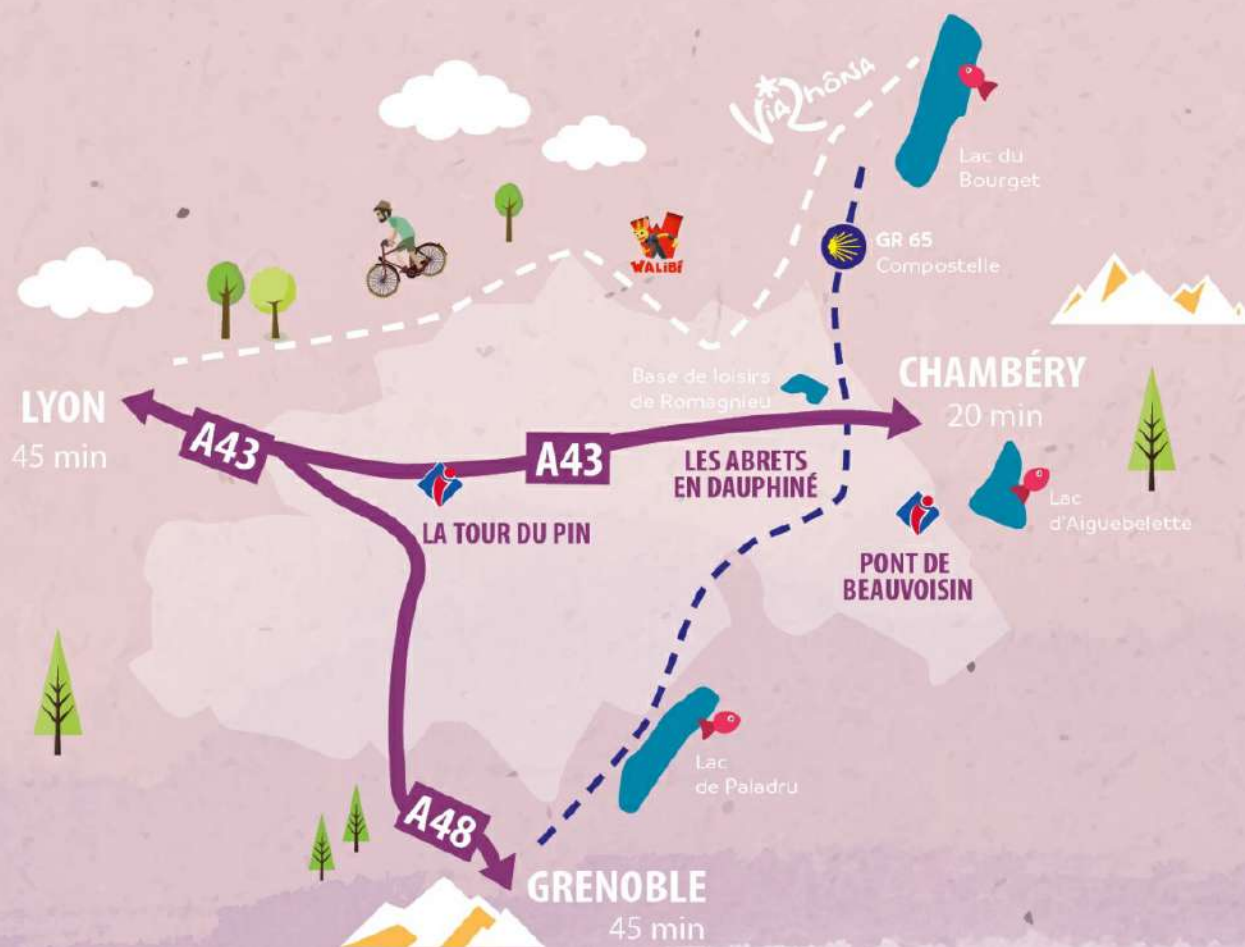 ViaRhôna
Lac du
Bourget
WALiBi
GR 65
Compostelle
LYON
45 min
A43
Base de loisirs
de Romagnieu
CHAMBÉRY
20 min
A43
LES ABRETS
EN DAUPHINÉ
LA TOUR DU PIN
Lac
d'Aiguebelette
PONT DE
BEAUVOISIN
Lac
de Paladru
A48
GRENOBLE
45 min